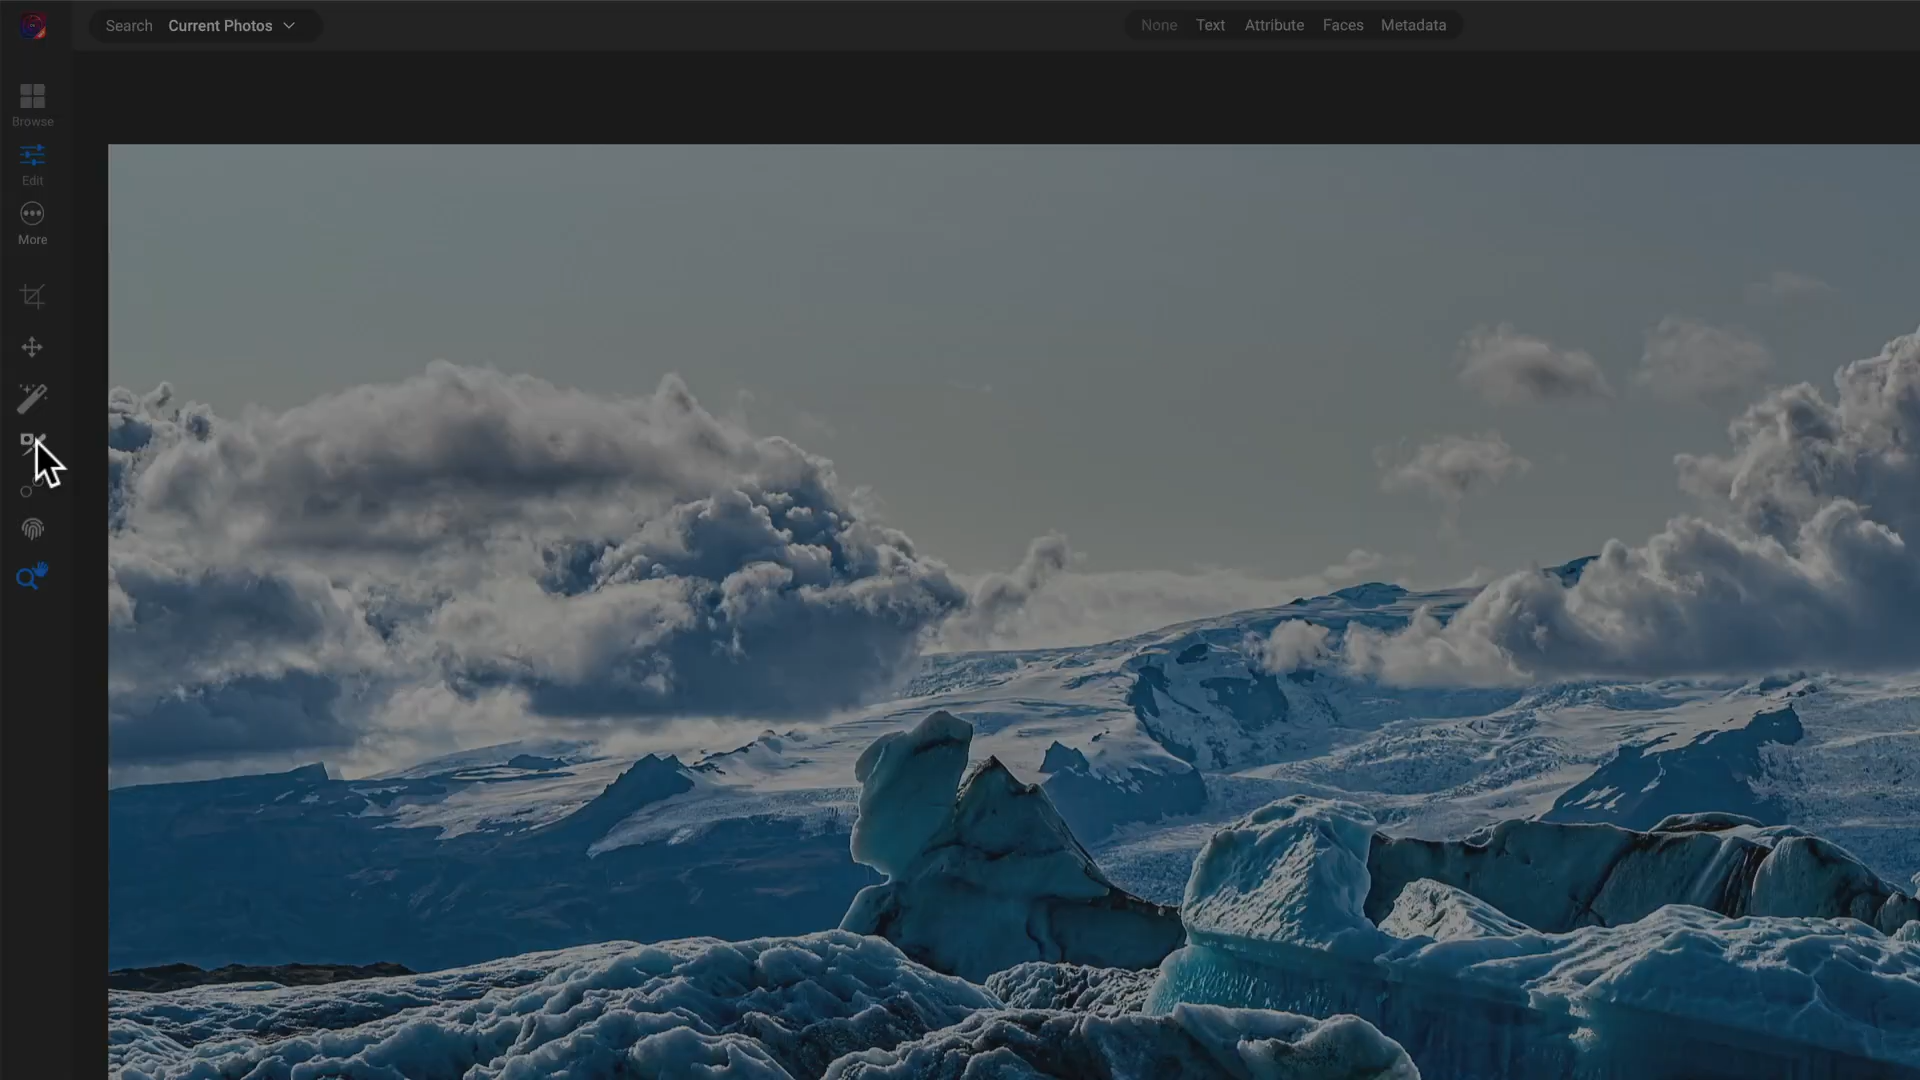 Search Current Photos
None Text Attribute Faces Metadata
Browse
Edit
More